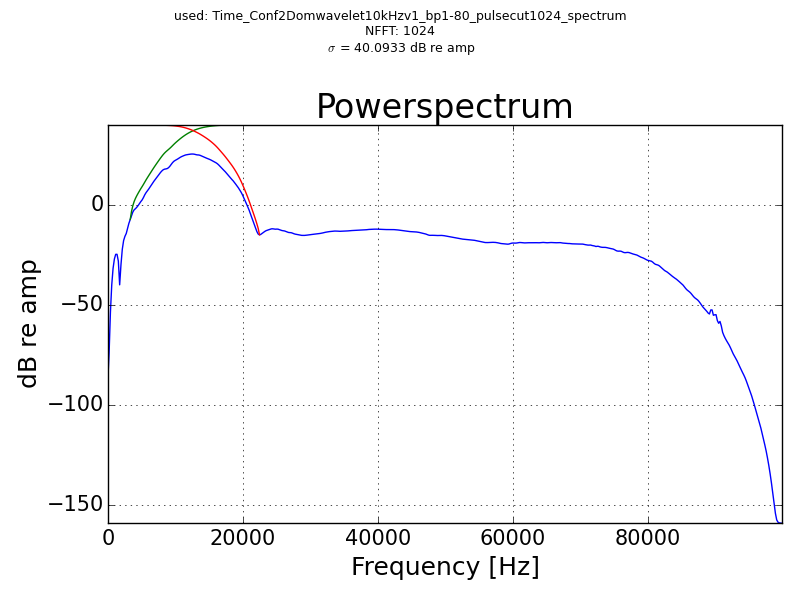 used: Time_Conf2Domwavelet10kHzv1_bp1-80_pulsecut1024_spectrum
NFFT: 1024
σ = 40.0933 dB re amp
Powerspectrum
0
−50
−100
−150
dB re amp
0 20000 40000 60000 80000
Frequency [Hz]